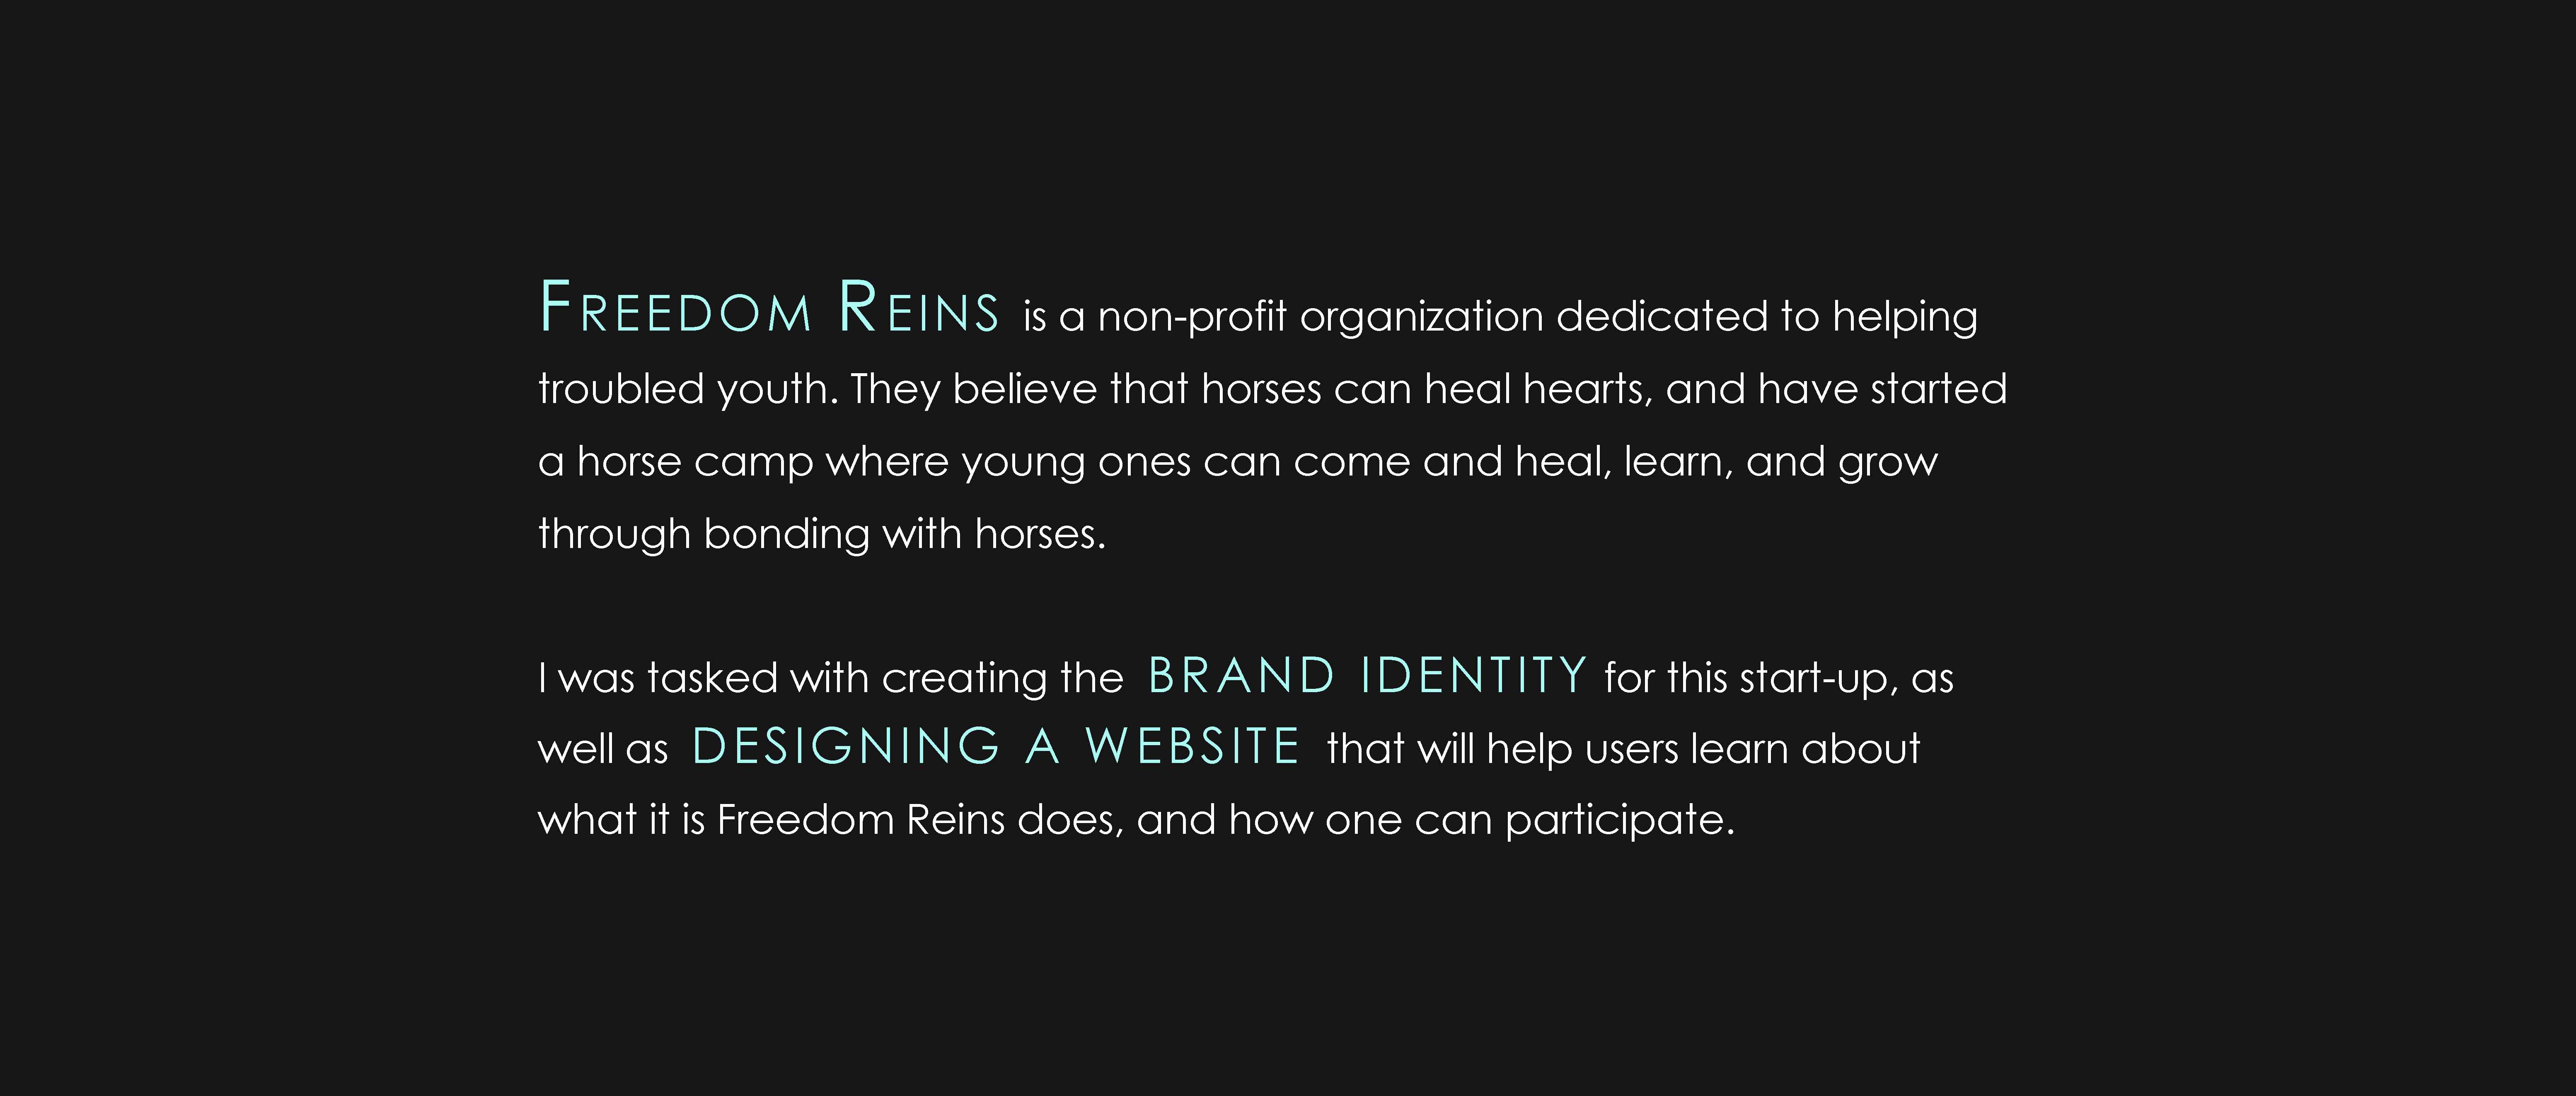 FREEDOM REINS is a non-profit organization dedicated to helping
troubled youth. They believe that horses can heal hearts, and have started
a horse camp where young ones can come and heal, learn, and grow
through bonding with horses.
I was tasked with creating the BRAND IDENTITY for this start-up, as
well as DESIGNING A WEBSITE that will help users learn about
what it is Freedom Reins does, and how one can participate.